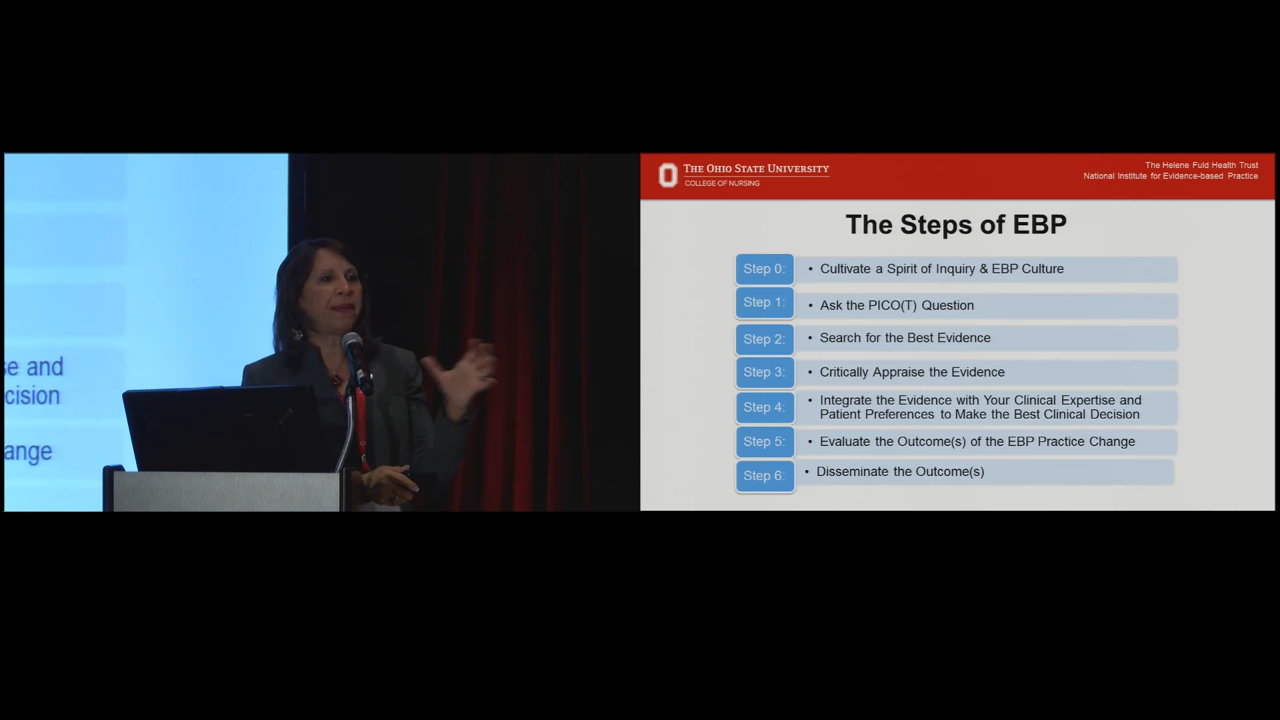 se and
cision
ange
THE OHIO STATE UNIVERSITY
COLLEGE OF NURSING
The Helene Fuld Health Trust
National Institute for Evidence-based Practice
The Steps of EBP
Step 0:
• Cultivate a Spirit of Inquiry & EBP Culture
Step 1:
• Ask the PICO(T) Question
Step 2:
• Search for the Best Evidence
Step 3:
• Critically Appraise the Evidence
Step 4:
• Integrate the Evidence with Your Clinical Expertise and
Patient Preferences to Make the Best Clinical Decision
Step 5:
• Evaluate the Outcome(s) of the EBP Practice Change
Step 6:
• Disseminate the Outcome(s)